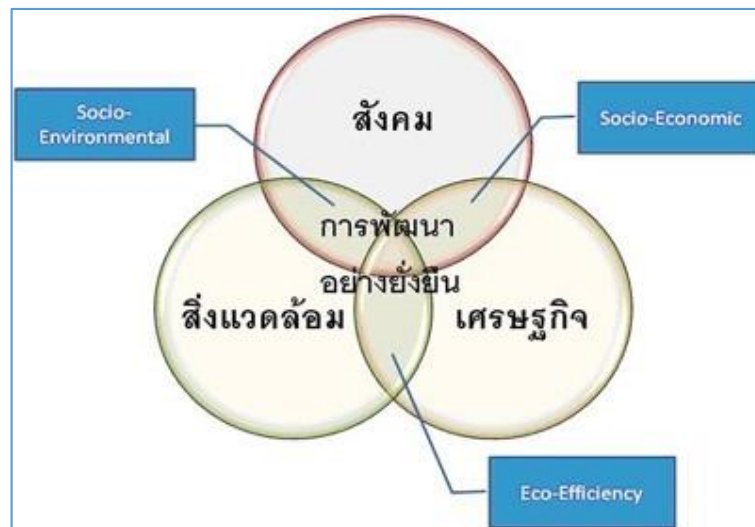 สังคม
Socio-
Environmental
Socio-Economic
การพัฒนา
อย่างยั่งยืน
สิ่งแวดล้อม
เศรษฐกิจ
Eco-Efficiency